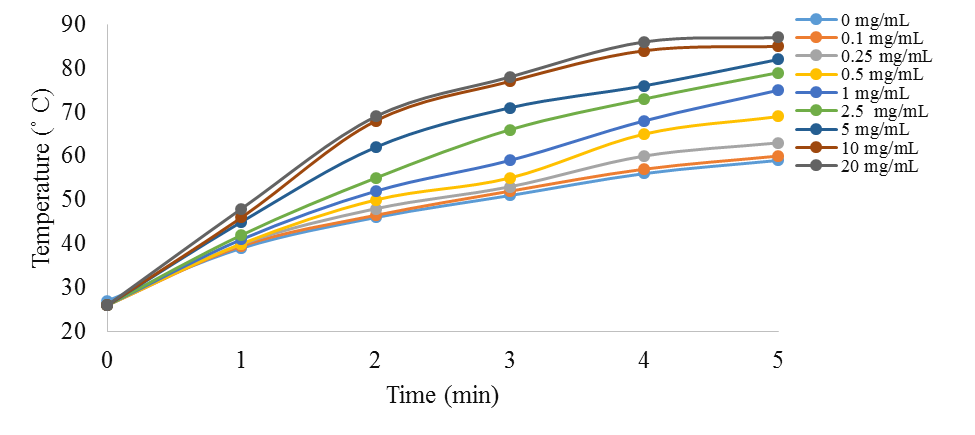 90
80
70
60
50
40
30
20
Temperature (˚ C)
0 1 2 3 4 5
Time (min)
0 mg/mL
0.1 mg/mL
0.25 mg/mL
0.5 mg/mL
1 mg/mL
2.5 mg/mL
5 mg/mL
10 mg/mL
20 mg/mL